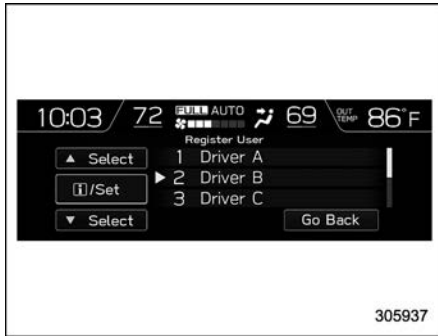 10:03 72 FULL AUTO 69 OUT TEMP 86°F
Register User
▲ Select
1 Driver A
i/Set
▶ 2 Driver B
3 Driver C
▼ Select
Go Back
305937